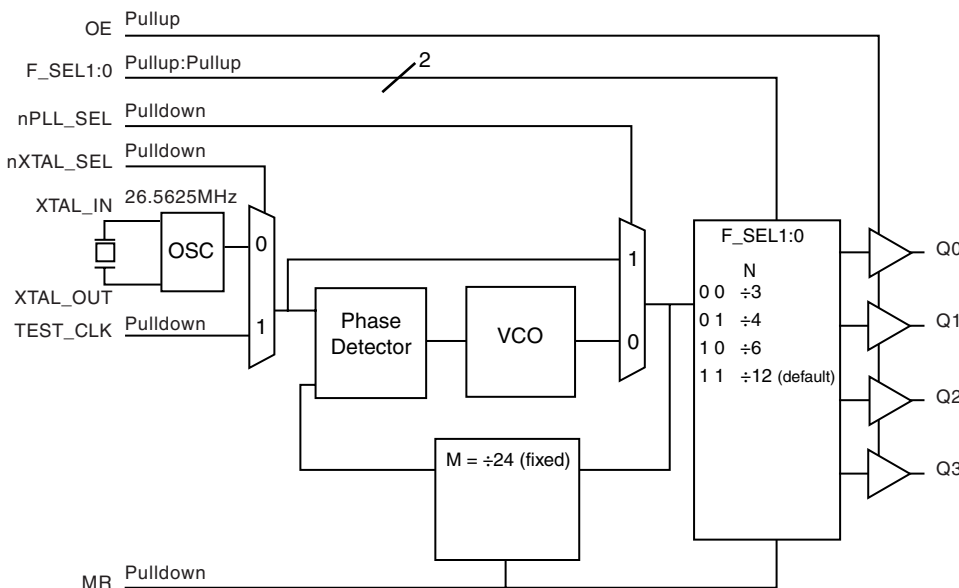 OE Pullup
F_SEL1:0 Pullup:Pullup 2
nPLL_SEL Pulldown
nXTAL_SEL Pulldown
XTAL_IN 26.5625MHz
OSC
XTAL_OUT
TEST_CLK Pulldown
0
1
Phase
Detector
VCO
1
0
M = ÷24 (fixed)
F_SEL1:0
N
0 0 ÷3
0 1 ÷4
1 0 ÷6
1 1 ÷12 (default)
Q0
Q1
Q2
Q3
MR Pulldown